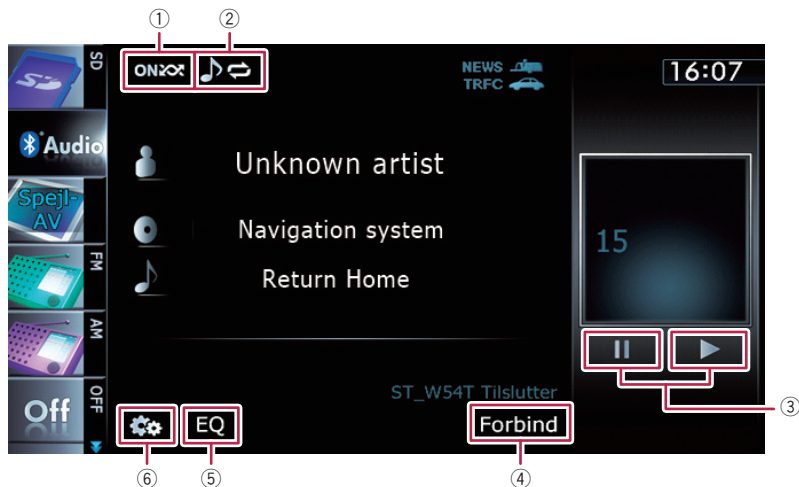 ① ②
SD
ON
NEWS
TRFC
16:07
Audio
Unknown artist
Spejl-
AV
Navigation system
15
FM
Return Home
AM
OFF
Off
ST_W54T Tilslutter
EQ
Forbind
③
⑥ ⑤ ④